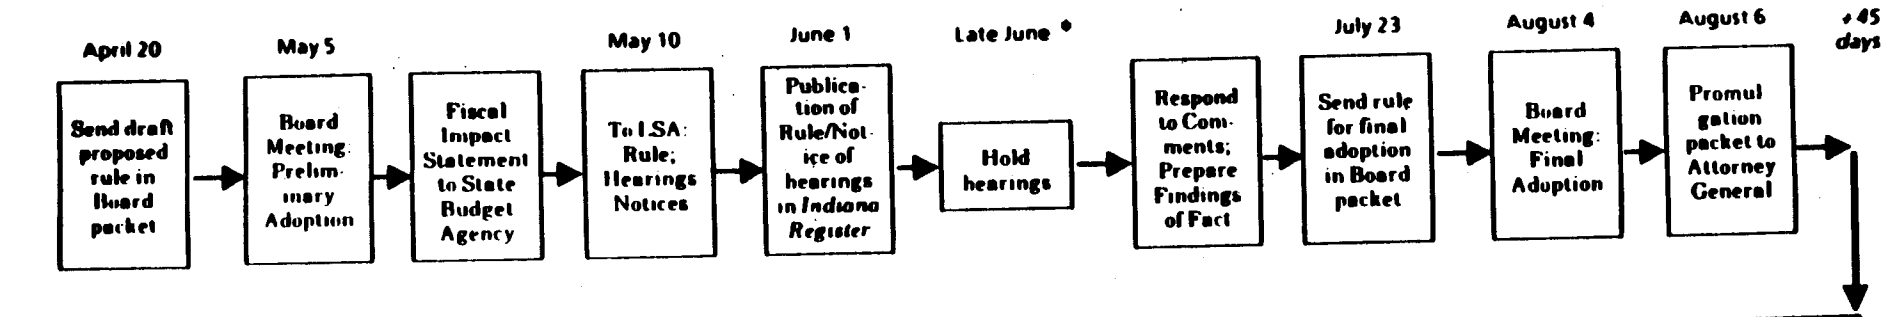 April 20
Send draft
proposed
rule in
Board
packet
May 5
Board
Meeting:
Prelim-
inary
Adoption
Fiscal
Impact
Statement
to State
Budget
Agency
May 10
To LSA:
Rule;
Hearings
Notices
June 1
Publica-
tion of
Rule/Not-
ice of
hearings
in Indiana
Register
Late June *
Hold
hearings
Respond
to Com-
ments;
Prepare
Findings
of Fact
July 23
Send rule
for final
adoption
in Board
packet
August 4
Board
Meeting:
Final
Adoption
August 6
Promul
gation
packet to
Attorney
General
+45
days